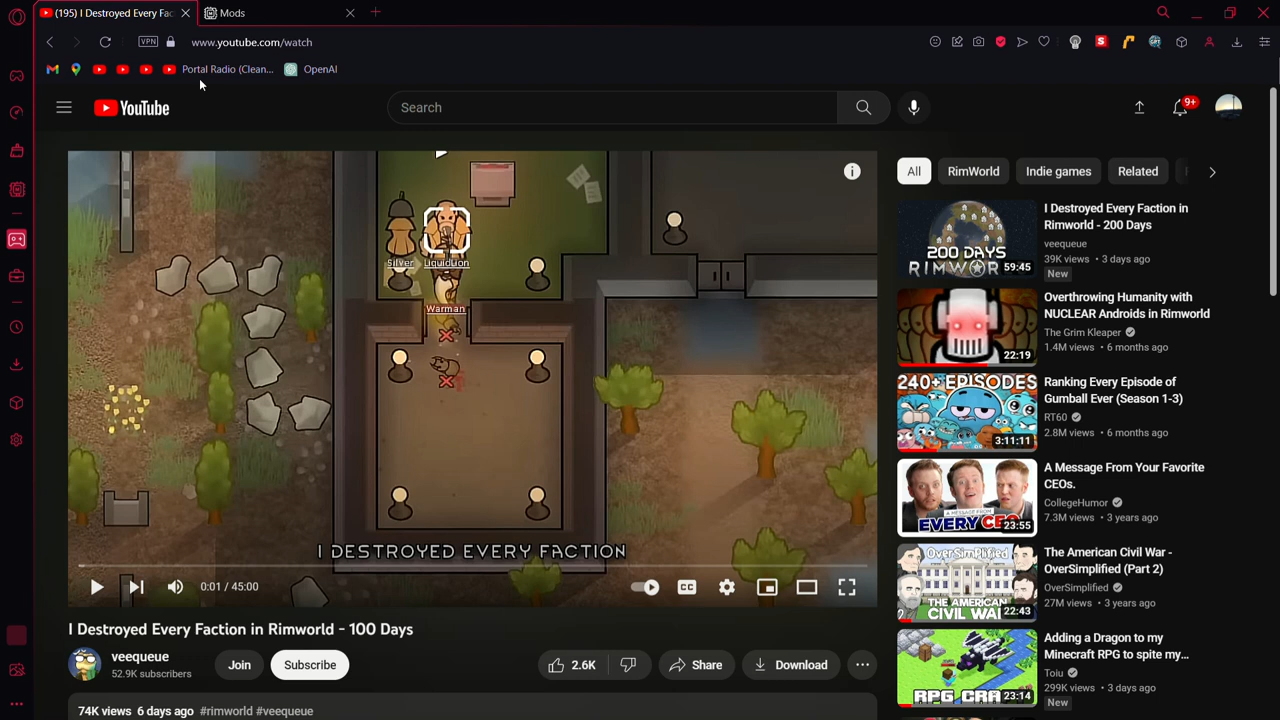 (195) I Destroyed Every Fac
Mods
VPN
www.youtube.com/watch
Portal Radio (Clean...
OpenAI
YouTube
Search
9+
All
RimWorld
Indie games
Related
Silver
LiquidLion
Warman
I DESTROYED EVERY FACTION
0:01 / 45:00
CC
I Destroyed Every Faction in Rimworld - 100 Days
veequeue
52.9K subscribers
Join
Subscribe
2.6K
Share
Download
74K views 6 days ago #rimworld #veequeue
200 DAYS
59:45
I Destroyed Every Faction in
Rimworld - 200 Days
veequeue
39K views • 3 days ago
New
22:19
Overthrowing Humanity with
NUCLEAR Androids in Rimworld
The Grim Kleaper
1.4M views • 6 months ago
240+ EPISODES
3:11:11
Ranking Every Episode of
Gumball Ever (Season 1-3)
RT60
2.8M views • 6 months ago
A MESSAGE FROM
EVERY CEO
23:55
A Message From Your Favorite
CEOs.
CollegeHumor
7.3M views • 3 years ago
OverSimplified
THE AMERICAN
CIVIL WAR
22:43
The American Civil War -
OverSimplified (Part 2)
OverSimplified
27M views • 3 years ago
RPG CRA
23:14
Adding a Dragon to my
Minecraft RPG to spite my...
Toiu
299K views • 3 days ago
New